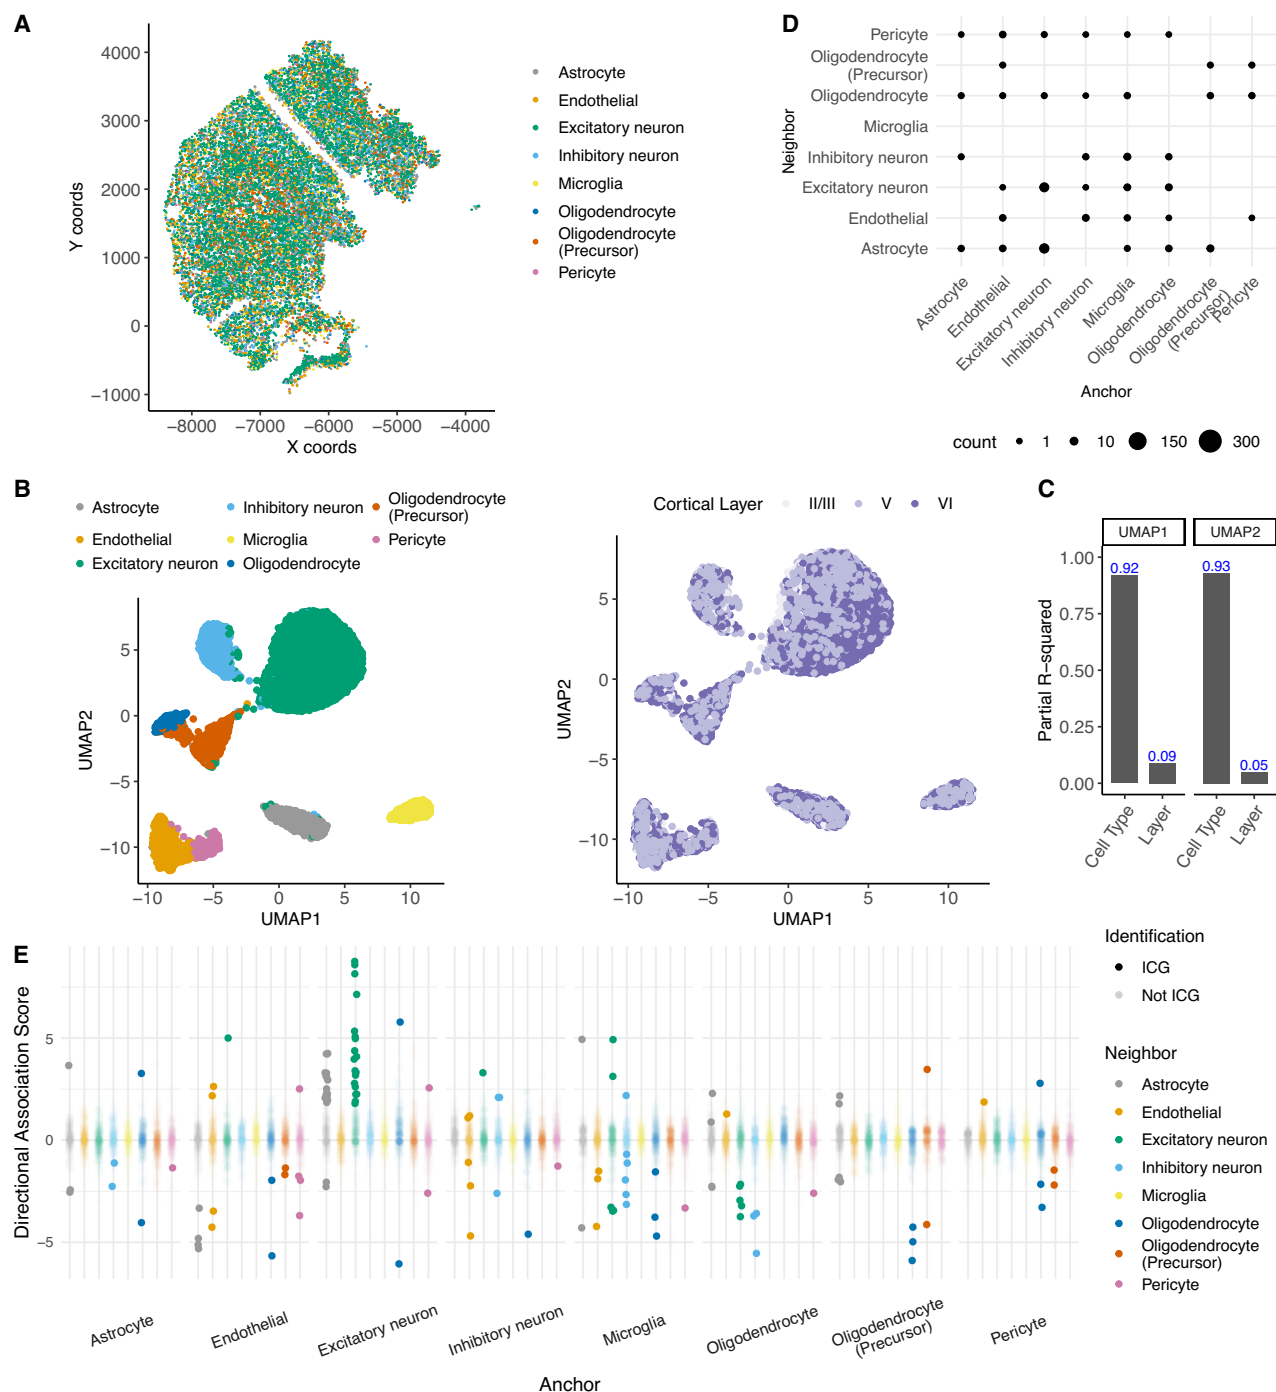 A
4000
3000
2000
1000
0
−1000
Y coords
−8000 −7000 −6000 −5000 −4000
X coords
Astrocyte
Endothelial
Excitatory neuron
Inhibitory neuron
Microglia
Oligodendrocyte
Oligodendrocyte
(Precursor)
Pericyte
D
Neighbor
Pericyte
Oligodendrocyte
(Precursor)
Oligodendrocyte
Microglia
Inhibitory neuron
Excitatory neuron
Endothelial
Astrocyte
Astrocyte
Endothelial
Excitatory neuron
Inhibitory neuron
Microglia
Oligodendrocyte
Oligodendrocyte
(Precursor)
Pericyte
Anchor
count 1 10 150 300
B
Astrocyte
Endothelial
Excitatory neuron
Inhibitory neuron
Microglia
Oligodendrocyte
Oligodendrocyte
(Precursor)
Pericyte
UMAP2
5
0
−5
−10
−10 −5 0 5 10
UMAP1
Cortical Layer II/III V VI
UMAP2
5
0
−5
−10
−10 −5 0 5 10
UMAP1
C
UMAP1 UMAP2
Partial R−squared
1.00
0.75
0.50
0.25
0.00
0.92
0.09
0.93
0.05
Cell Type
Layer
Cell Type
Layer
E
Directional Association Score
5
0
−5
Astrocyte
Endothelial
Excitatory neuron
Inhibitory neuron
Microglia
Oligodendrocyte
Oligodendrocyte
(Precursor)
Pericyte
Anchor
Identification
ICG
Not ICG
Neighbor
Astrocyte
Endothelial
Excitatory neuron
Inhibitory neuron
Microglia
Oligodendrocyte
Oligodendrocyte
(Precursor)
Pericyte